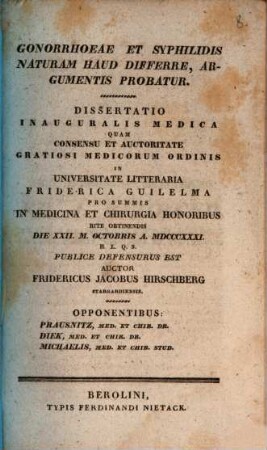 8.
GONORRHOEAE ET SYPHILIDIS
NATURAM HAUD DIFFERRE, AR-
GUMENTIS PROBATUR.
DISSERTATIO
INAUGURALIS MEDICA
QUAM
CONSENSU ET AUCTORITATE
GRATIOSI MEDICORUM ORDINIS
IN
UNIVERSITATE LITTERARIA
FRIDERICA GUILELMA
PRO SUMMIS
IN MEDICINA ET CHIRURGIA HONORIBUS
RITE OBTINENDIS
DIE XXII. M. OCTOBRIS A. MDCCCXXXI.
H. L. Q. S.
PUBLICE DEFENSURUS EST
AUCTOR
FRIDERICUS JACOBUS HIRSCHBERG
STARGARDIENSIS.
OPPONENTIBUS:
PRAUSNITZ, MED. ET CHIR. DR.
DIEK, MED. ET CHIR. DR.
MICHAELIS, MED. ET CHIR. STUD.
BEROLINI,
TYPIS FERDINANDI NIETACK.